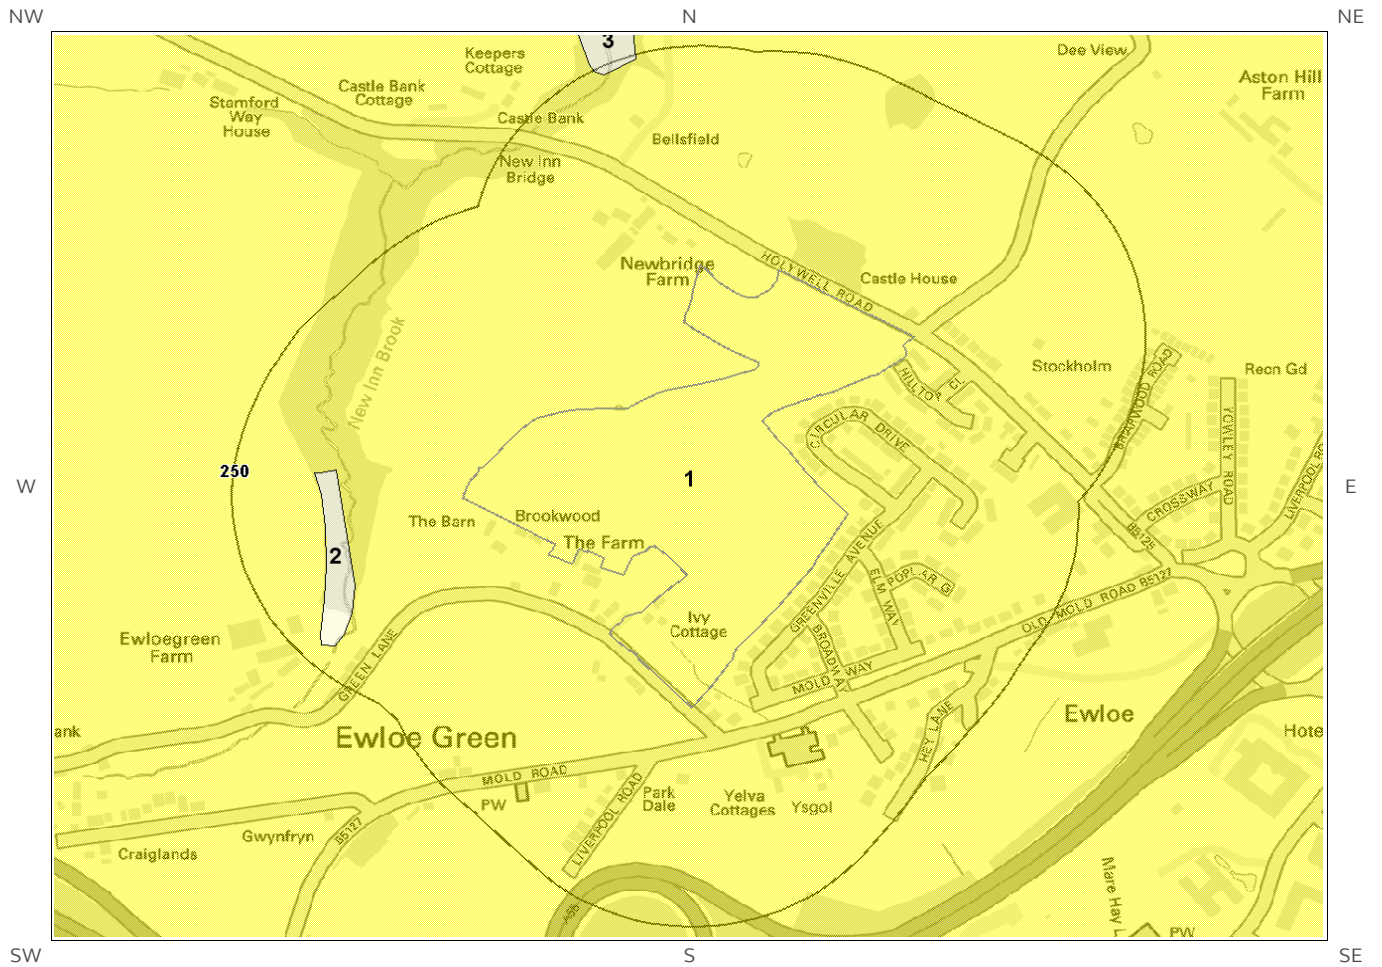 NW
N
NE
3
Keepers
Cottage
Dee View
Castle Bank
Cottage
Aston Hill
Farm
Stamford
Way
House
Castle Bank
Bellsfield
New Inn
Bridge
Newbridge
Farm
HOLYWELL ROAD
Castle House
New Inn Brook
Stockholm
Recn Gd
HILLTOP CL
BRIARWOOD ROAD
CIRCULAR DRIVE
YOWLEY ROAD
LIVERPOOL RO
250
1
W
E
CROSSWAY
The Barn
Brookwood
The Farm
B5125
2
GREENVILLE AVENUE
ELM WAY
POPLAR G
OLD MOLD ROAD B5127
Ivy
Cottage
BROADWAY
Ewloegreen
Farm
GREEN LANE
MOLD WAY
HEY LANE
Ewloe
ank
Ewloe Green
Hote
MOLD ROAD
PW
LIVERPOOL ROAD
Park
Dale
Yelva
Cottages
Ysgol
Gwynfryn
B5127
Craiglands
Mare Hay L
PW
SW
S
SE